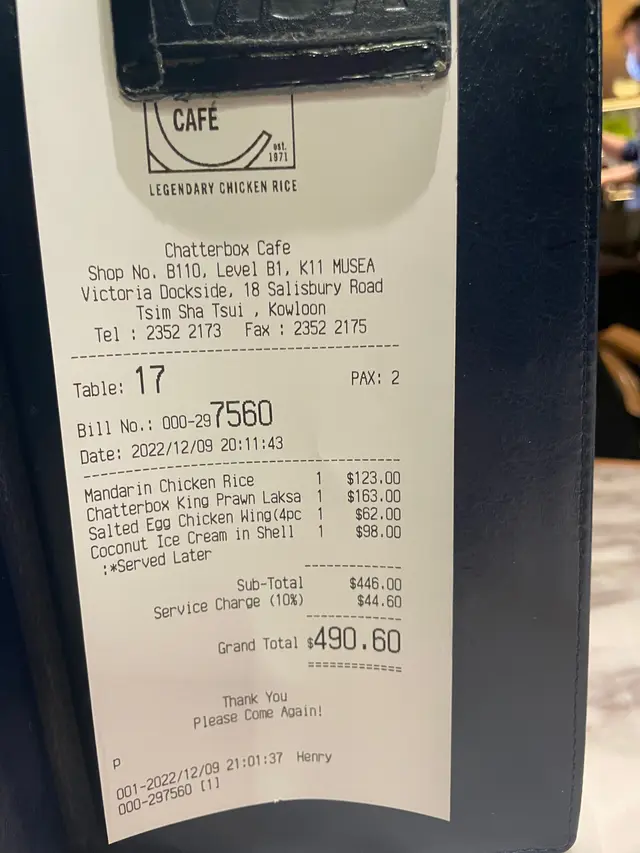 CAFÉ
est.
1971
LEGENDARY CHICKEN RICE
Chatterbox Cafe
Shop No. B110, Level B1, K11 MUSEA
Victoria Dockside, 18 Salisbury Road
Tsim Sha Tsui , Kowloon
Tel : 2352 2173 Fax : 2352 2175
Table: 17 PAX: 2
Bill No.: 000-297560
Date: 2022/12/09 20:11:43
Mandarin Chicken Rice 1 $123.00
Chatterbox King Prawn Laksa 1 $163.00
Salted Egg Chicken Wing(4pc 1 $62.00
Coconut Ice Cream in Shell 1 $98.00
:*Served Later
Sub-Total $446.00
Service Charge (10%) $44.60
Grand Total $490.60
Thank You
Please Come Again!
P
001-2022/12/09 21:01:37 Henry
000-297560 [1]